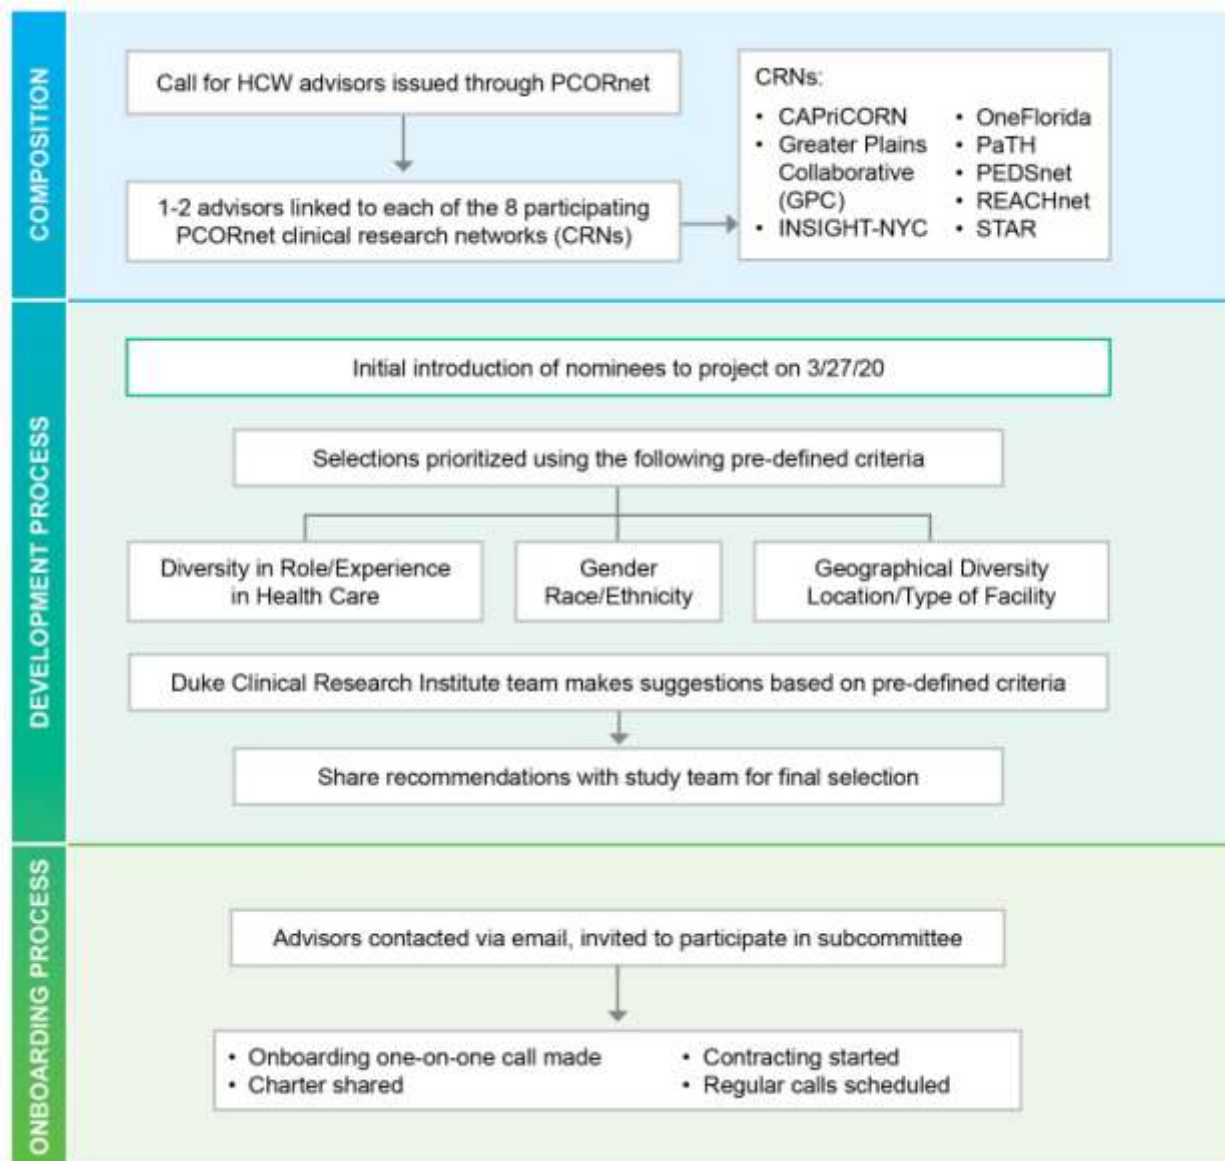 COMPOSITION
Call for HCW advisors issued through PCORnet
1-2 advisors linked to each of the 8 participating
PCORnet clinical research networks (CRNs)
CRNs:
• CAPriCORN
• Greater Plains
Collaborative
(GPC)
• INSIGHT-NYC
• OneFlorida
• PaTH
• PEDSnet
• REACHnet
• STAR
DEVELOPMENT PROCESS
Initial introduction of nominees to project on 3/27/20
Selections prioritized using the following pre-defined criteria
Diversity in Role/Experience
in Health Care
Gender
Race/Ethnicity
Geographical Diversity
Location/Type of Facility
Duke Clinical Research Institute team makes suggestions based on pre-defined criteria
Share recommendations with study team for final selection
ONBOARDING PROCESS
Advisors contacted via email, invited to participate in subcommittee
• Onboarding one-on-one call made
• Charter shared
• Contracting started
• Regular calls scheduled